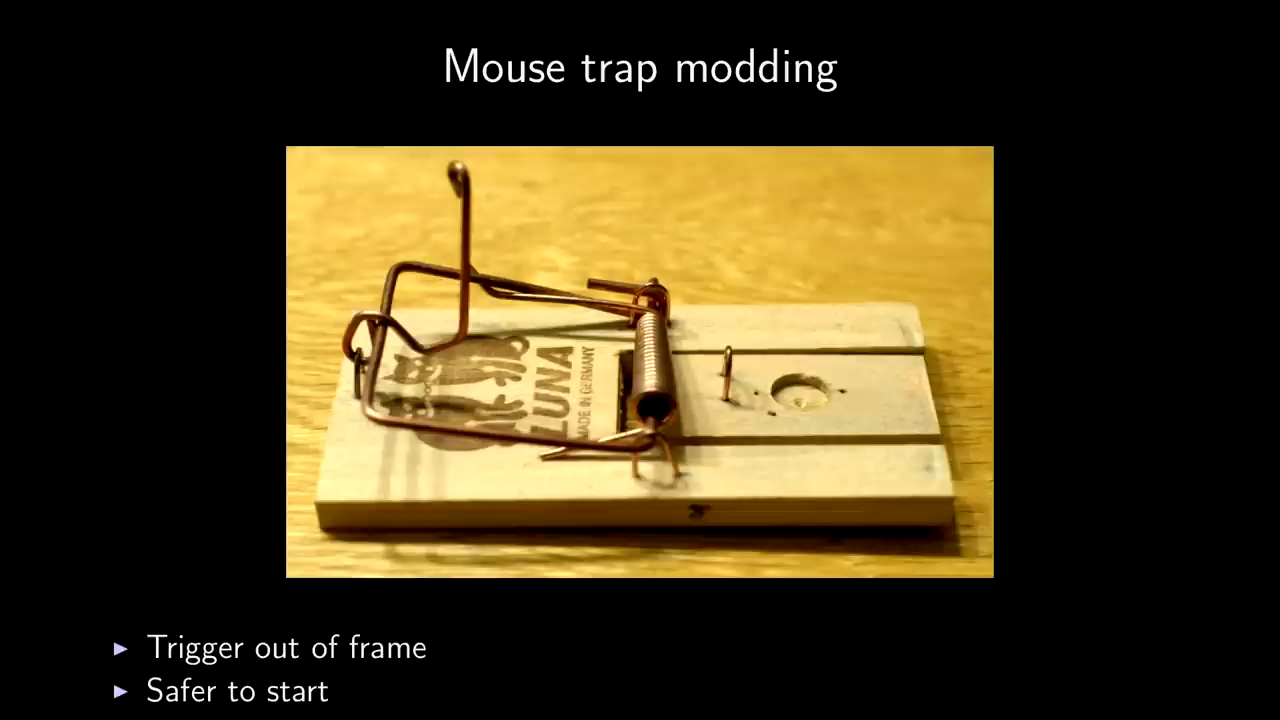 Mouse trap modding
LUNA
MADE IN GERMANY
Trigger out of frame
Safer to start